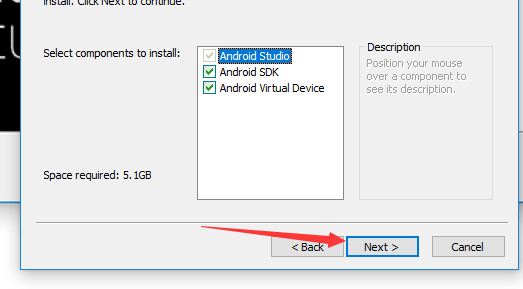 install. Click Next to continue.
Select components to install:
Android Studio
Android SDK
Android Virtual Device
Description
Position your mouse
over a component to
see its description.
Space required: 5.1GB
< Back
Next >
Cancel